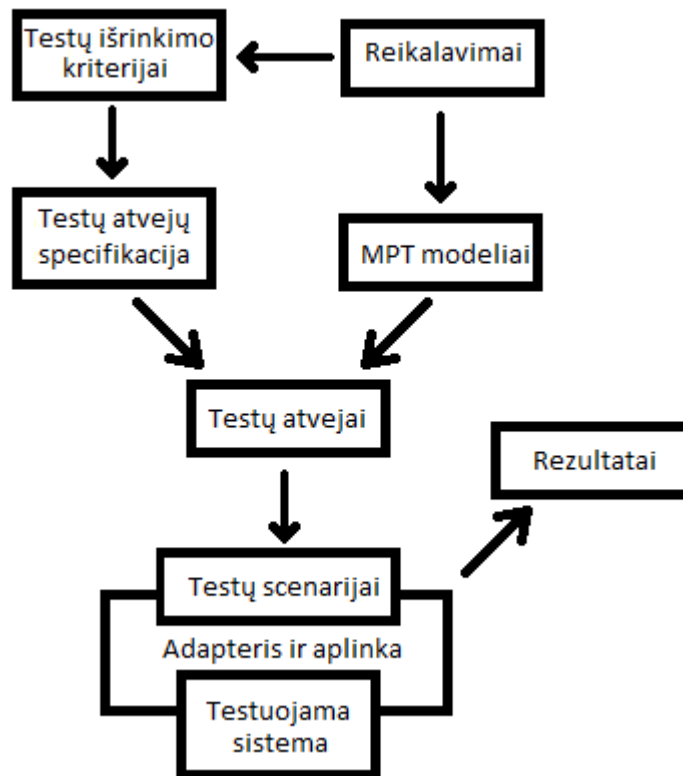 Testų išrinkimo
kriterijai
Reikalavimai
Testų atvejų
specifikacija
MPT modeliai
Testų atvejai
Rezultatai
Testų scenarijai
Adapteris ir aplinka
Testuojama
sistema